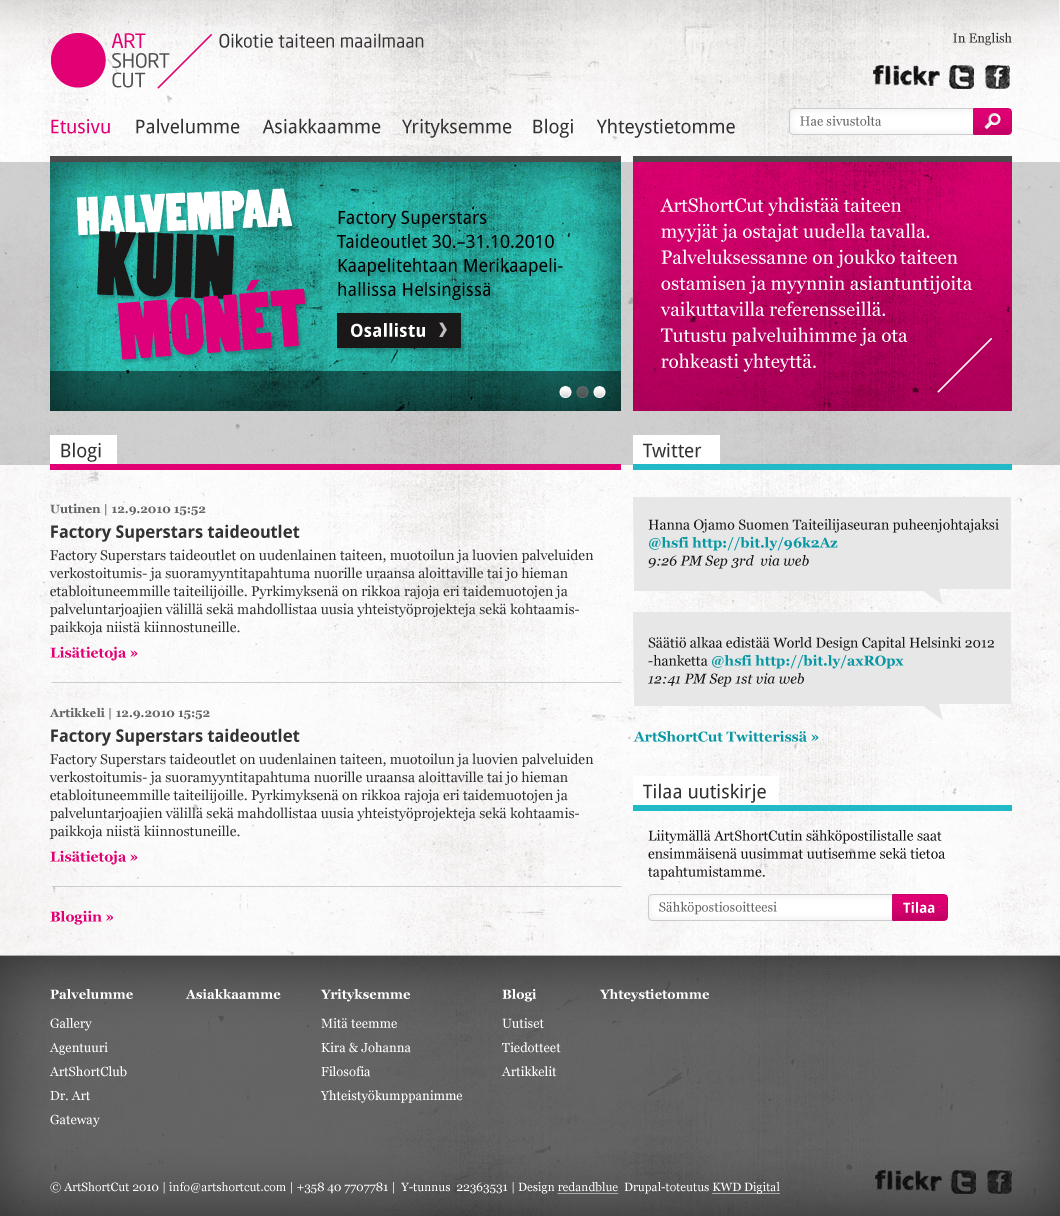 ART
SHORT
CUT
Oikotie taiteen maailmaan
In English
flickr
Etusivu Palvelumme Asiakkaamme Yrityksemme Blogi Yhteystietomme
Hae sivustolta
HALVEMPAA
KUIN
MONÉT
Factory Superstars
Taideoutlet 30.–31.10.2010
Kaapelitehtaan Merikaapeli-
hallissa Helsingissä
Osallistu ❯
ArtShortCut yhdistää taiteen
myyjät ja ostajat uudella tavalla.
Palveluksessanne on joukko taiteen
ostamisen ja myynnin asiantuntijoita
vaikuttavilla referensseillä.
Tutustu palveluihimme ja ota
rohkeasti yhteyttä.
Blogi
Uutinen | 12.9.2010 15:52
Factory Superstars taideoutlet
Factory Superstars taideoutlet on uudenlainen taiteen, muotoilun ja luovien palveluiden
verkostoitumis- ja suoramyyntitapahtuma nuorille uraansa aloittaville tai jo hieman
etabloituneemmille taiteilijoille. Pyrkimyksenä on rikkoa rajoja eri taidemuotojen ja
palveluntarjoajien välillä sekä mahdollistaa uusia yhteistyöprojekteja sekä kohtaamis-
paikkoja niistä kiinnostuneille.
Lisätietoja »
Artikkeli | 12.9.2010 15:52
Factory Superstars taideoutlet
Factory Superstars taideoutlet on uudenlainen taiteen, muotoilun ja luovien palveluiden
verkostoitumis- ja suoramyyntitapahtuma nuorille uraansa aloittaville tai jo hieman
etabloituneemmille taiteilijoille. Pyrkimyksenä on rikkoa rajoja eri taidemuotojen ja
palveluntarjoajien välillä sekä mahdollistaa uusia yhteistyöprojekteja sekä kohtaamis-
paikkoja niistä kiinnostuneille.
Lisätietoja »
Blogiin »
Twitter
Hanna Ojamo Suomen Taiteilijaseuran puheenjohtajaksi
@hsfi http://bit.ly/96k2Az
9:26 PM Sep 3rd via web
Säätiö alkaa edistää World Design Capital Helsinki 2012
-hanketta @hsfi http://bit.ly/axROpx
12:41 PM Sep 1st via web
ArtShortCut Twitterissä »
Tilaa uutiskirje
Liitymällä ArtShortCutin sähköpostilistalle saat
ensimmäisenä uusimmat uutisemme sekä tietoa
tapahtumistamme.
Sähköpostiosoitteesi Tilaa
Palvelumme
Gallery
Agentuuri
ArtShortClub
Dr. Art
Gateway
Asiakkaamme
Yrityksemme
Mitä teemme
Kira & Johanna
Filosofia
Yhteistyökumppanimme
Blogi
Uutiset
Tiedotteet
Artikkelit
Yhteystietomme
© ArtShortCut 2010 | info@artshortcut.com | +358 40 7707781 | Y-tunnus 22363531 | Design redandblue Drupal-toteutus KWD Digital
flickr